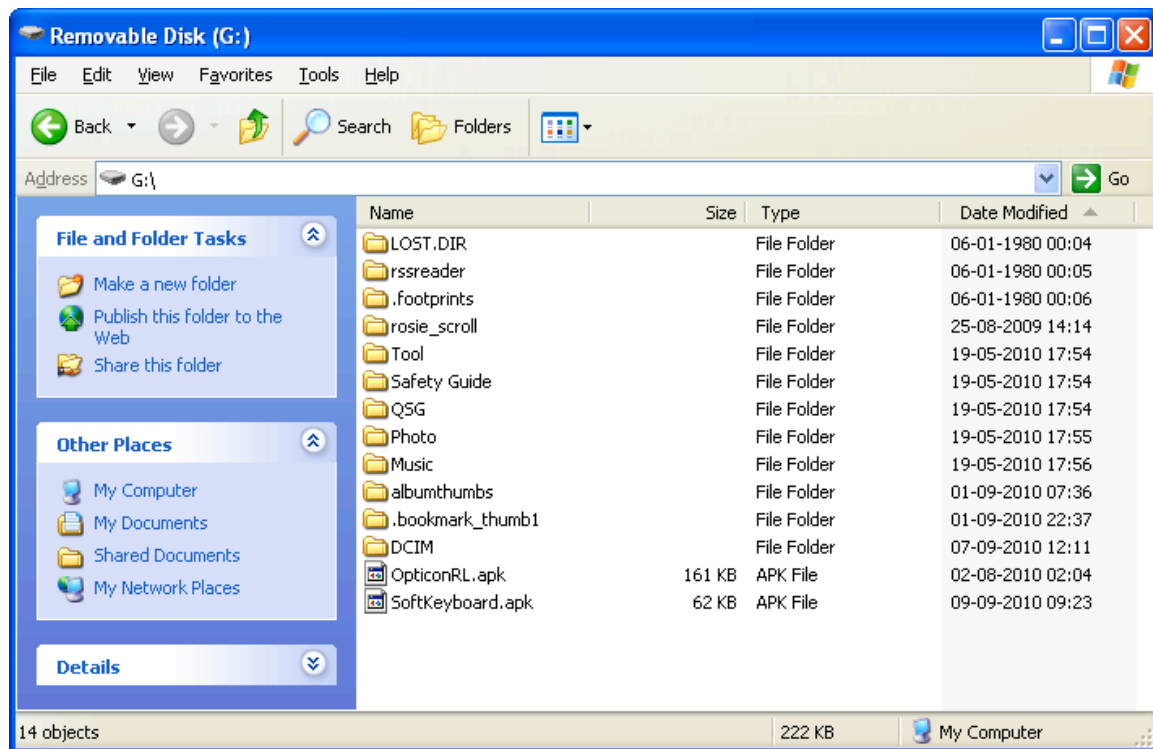 Removable Disk (G:)
File Edit View Favorites Tools Help
Back Search Folders
Address G:\ Go
File and Folder Tasks
Make a new folder
Publish this folder to the
Web
Share this folder
Other Places
My Computer
My Documents
Shared Documents
My Network Places
Details
Name Size Type Date Modified
LOST.DIR File Folder 06-01-1980 00:04
rssreader File Folder 06-01-1980 00:05
.footprints File Folder 06-01-1980 00:06
rosie_scroll File Folder 25-08-2009 14:14
Tool File Folder 19-05-2010 17:54
Safety Guide File Folder 19-05-2010 17:54
QSG File Folder 19-05-2010 17:54
Photo File Folder 19-05-2010 17:55
Music File Folder 19-05-2010 17:56
albumthumbs File Folder 01-09-2010 07:36
.bookmark_thumb1 File Folder 01-09-2010 22:37
DCIM File Folder 07-09-2010 12:11
OpticonRL.apk 161 KB APK File 02-08-2010 02:04
SoftKeyboard.apk 62 KB APK File 09-09-2010 09:23
14 objects 222 KB My Computer